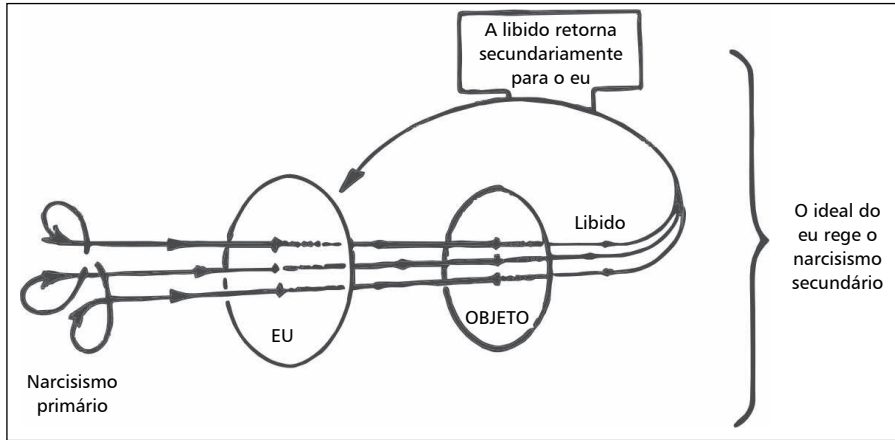 A libido retorna
secundariamente
para o eu
Libido
O ideal do
eu rege o
narcisismo
secundário
EU
OBJETO
Narcisismo
primário